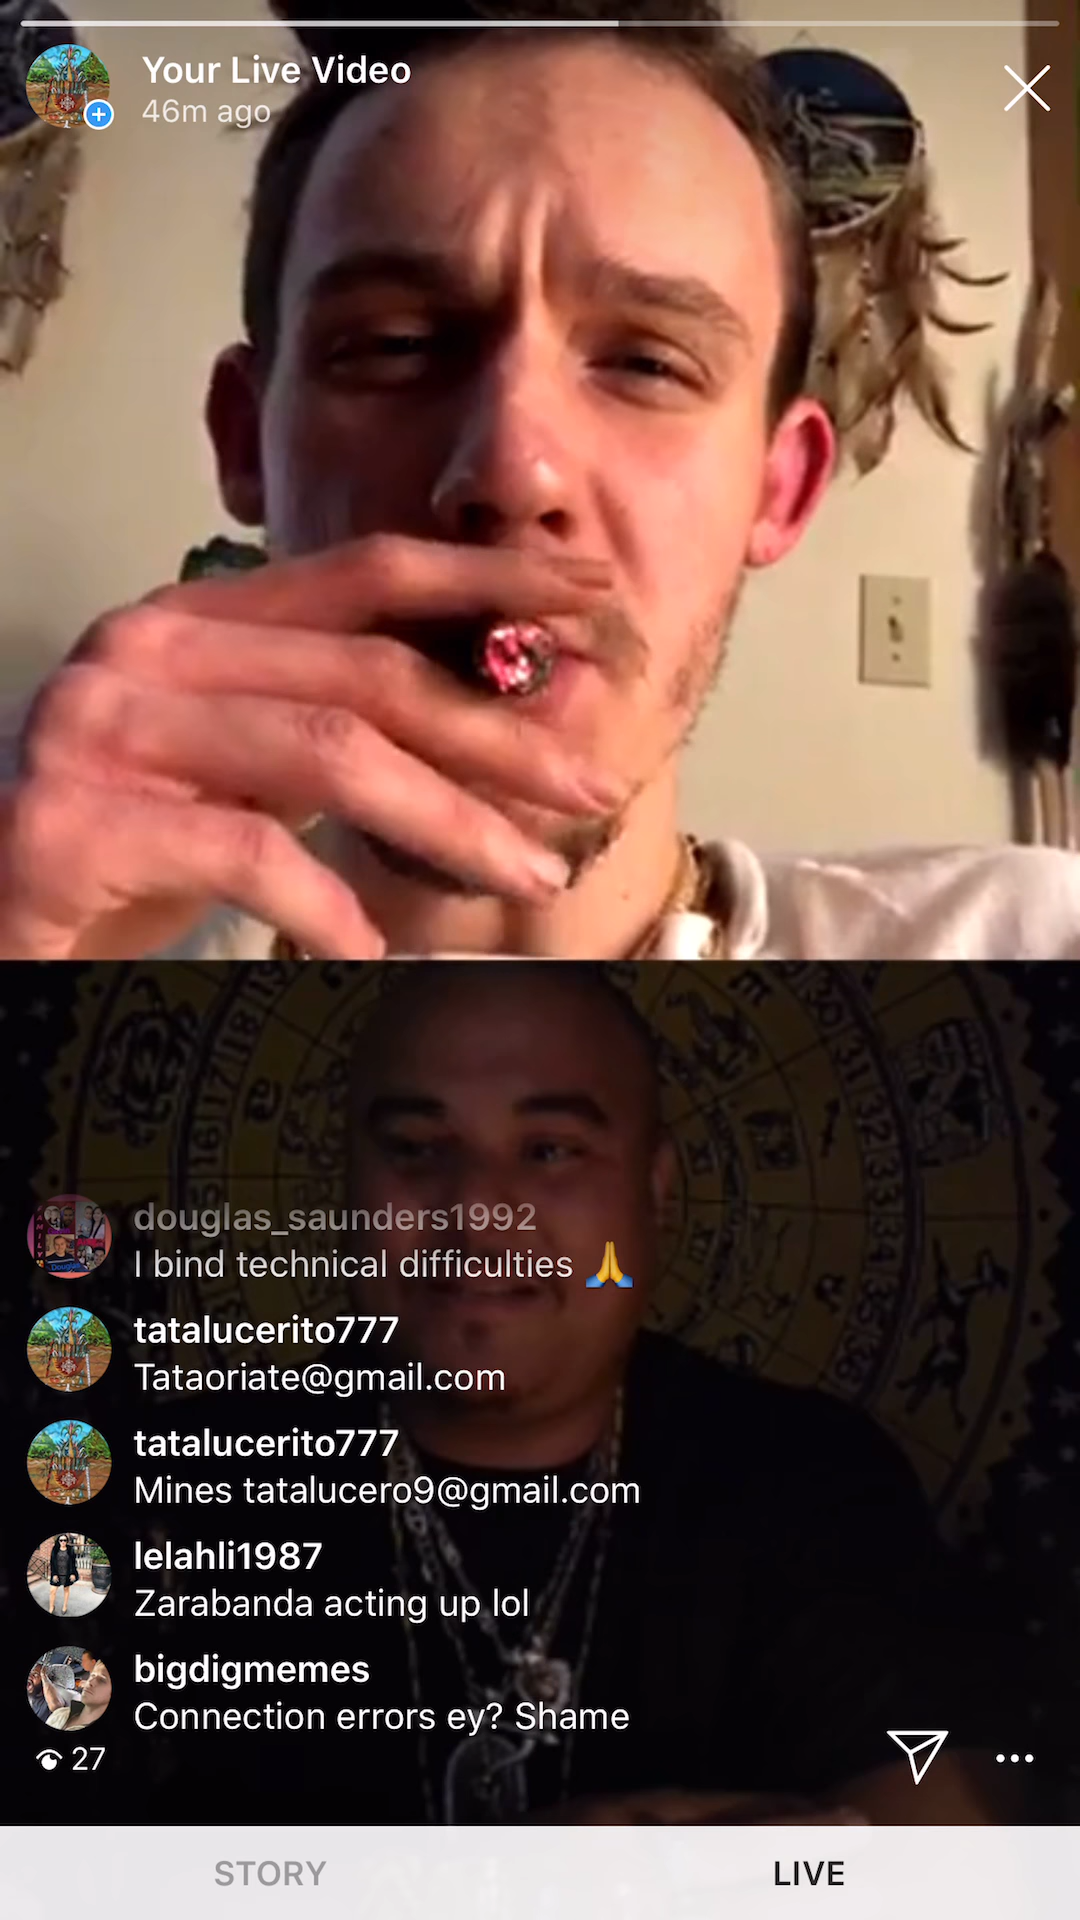 Your Live Video
46m ago
douglas_saunders1992
I bind technical difficulties 🙏
tatalucerito777
Tataoriate@gmail.com
tatalucerito777
Mines tatalucero9@gmail.com
lelahli1987
Zarabanda acting up lol
bigdigmemes
Connection errors ey? Shame
27
STORY
LIVE